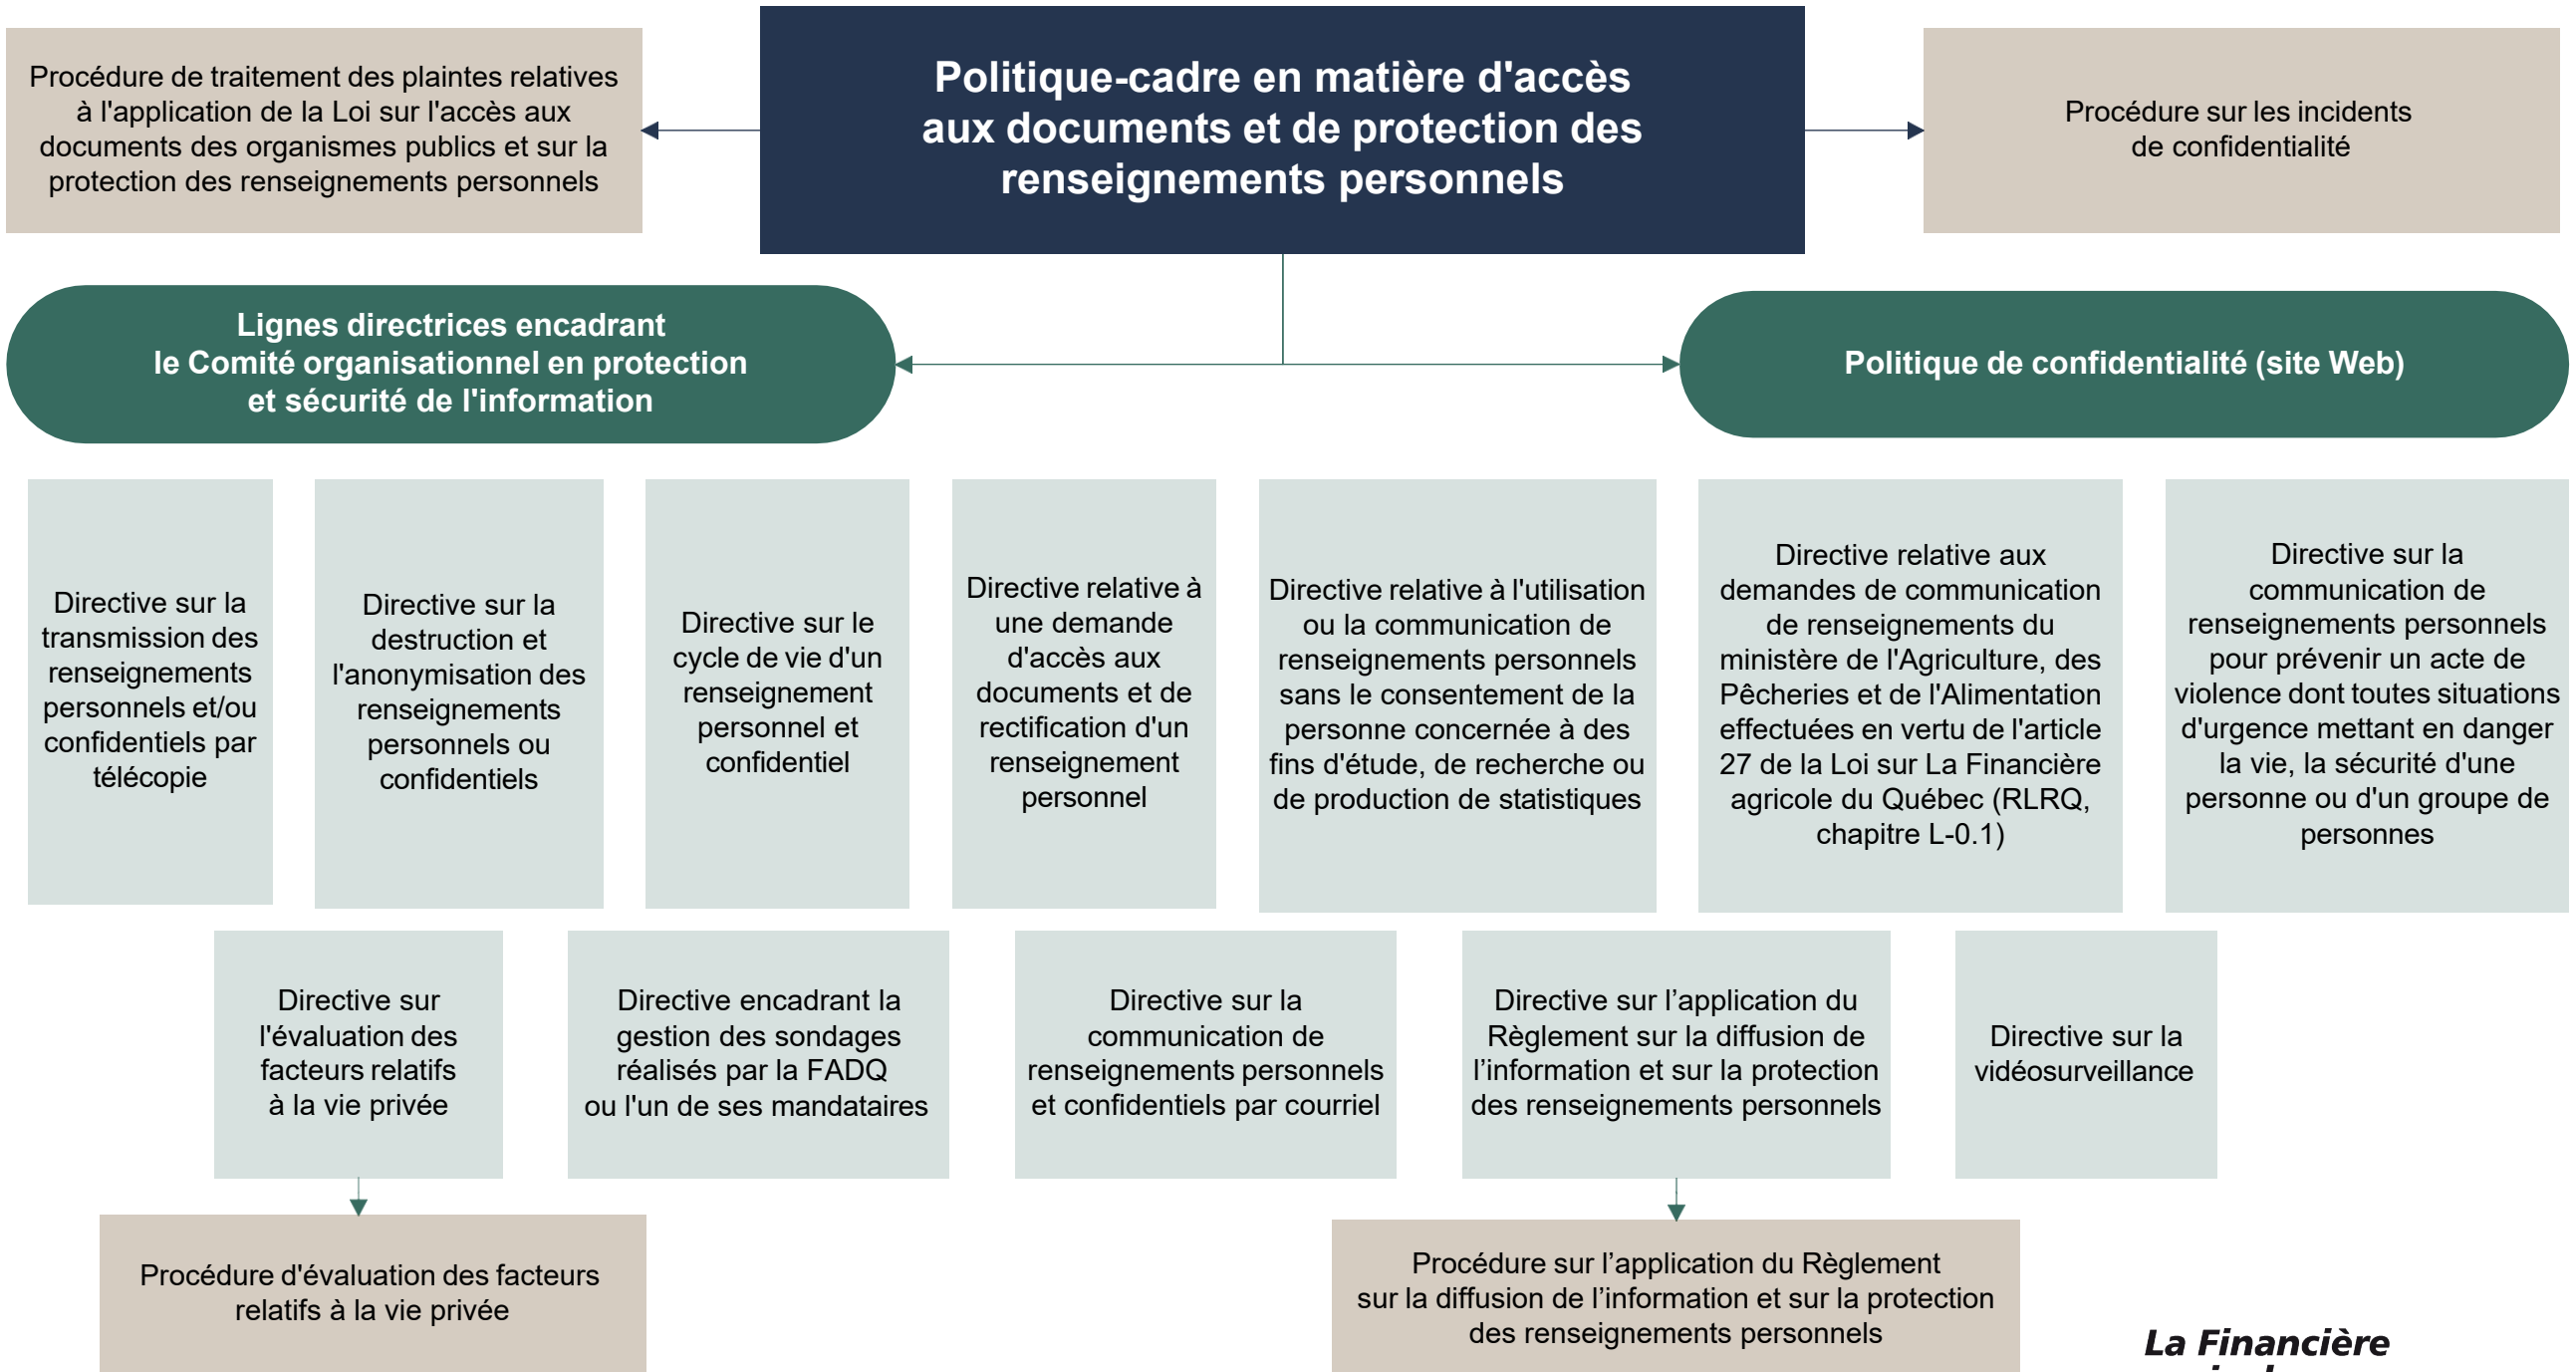 Procédure de traitement des plaintes relatives
à l'application de la Loi sur l'accès aux
documents des organismes publics et sur la
protection des renseignements personnels
Politique-cadre en matière d'accès
aux documents et de protection des
renseignements personnels
Procédure sur les incidents
de confidentialité
Lignes directrices encadrant
le Comité organisationnel en protection
et sécurité de l'information
Politique de confidentialité (site Web)
Directive sur la
transmission des
renseignements
personnels et/ou
confidentiels par
télécopie
Directive sur la
destruction et
l'anonymisation des
renseignements
personnels ou
confidentiels
Directive sur le
cycle de vie d'un
renseignement
personnel et
confidentiel
Directive relative à
une demande
d'accès aux
documents et de
rectification d'un
renseignement
personnel
Directive relative à l'utilisation
ou la communication de
renseignements personnels
sans le consentement de la
personne concernée à des
fins d'étude, de recherche ou
de production de statistiques
Directive relative aux
demandes de communication
de renseignements du
ministère de l'Agriculture, des
Pêcheries et de l'Alimentation
effectuées en vertu de l'article
27 de la Loi sur La Financière
agricole du Québec (RLRQ,
chapitre L-0.1)
Directive sur la
communication de
renseignements personnels
pour prévenir un acte de
violence dont toutes situations
d'urgence mettant en danger
la vie, la sécurité d'une
personne ou d'un groupe de
personnes
Directive sur
l'évaluation des
facteurs relatifs
à la vie privée
Directive encadrant la
gestion des sondages
réalisés par la FADQ
ou l'un de ses mandataires
Directive sur la
communication de
renseignements personnels
et confidentiels par courriel
Directive sur l’application du
Règlement sur la diffusion de
l’information et sur la protection
des renseignements personnels
Directive sur la
vidéosurveillance
Procédure d'évaluation des facteurs
relatifs à la vie privée
Procédure sur l’application du Règlement
sur la diffusion de l’information et sur la protection
des renseignements personnels
La Financière